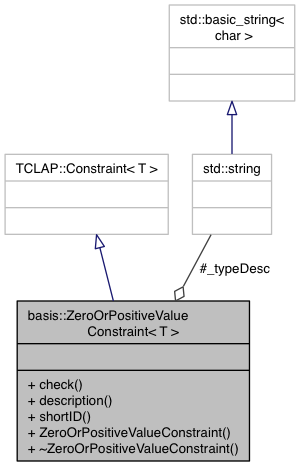 std::basic_string<
char >
TCLAP::Constraint< T >
std::string
#_typeDesc
basis::ZeroOrPositiveValue
Constraint< T >
+ check()
+ description()
+ shortID()
+ ZeroOrPositiveValueConstraint()
+ ~ZeroOrPositiveValueConstraint()